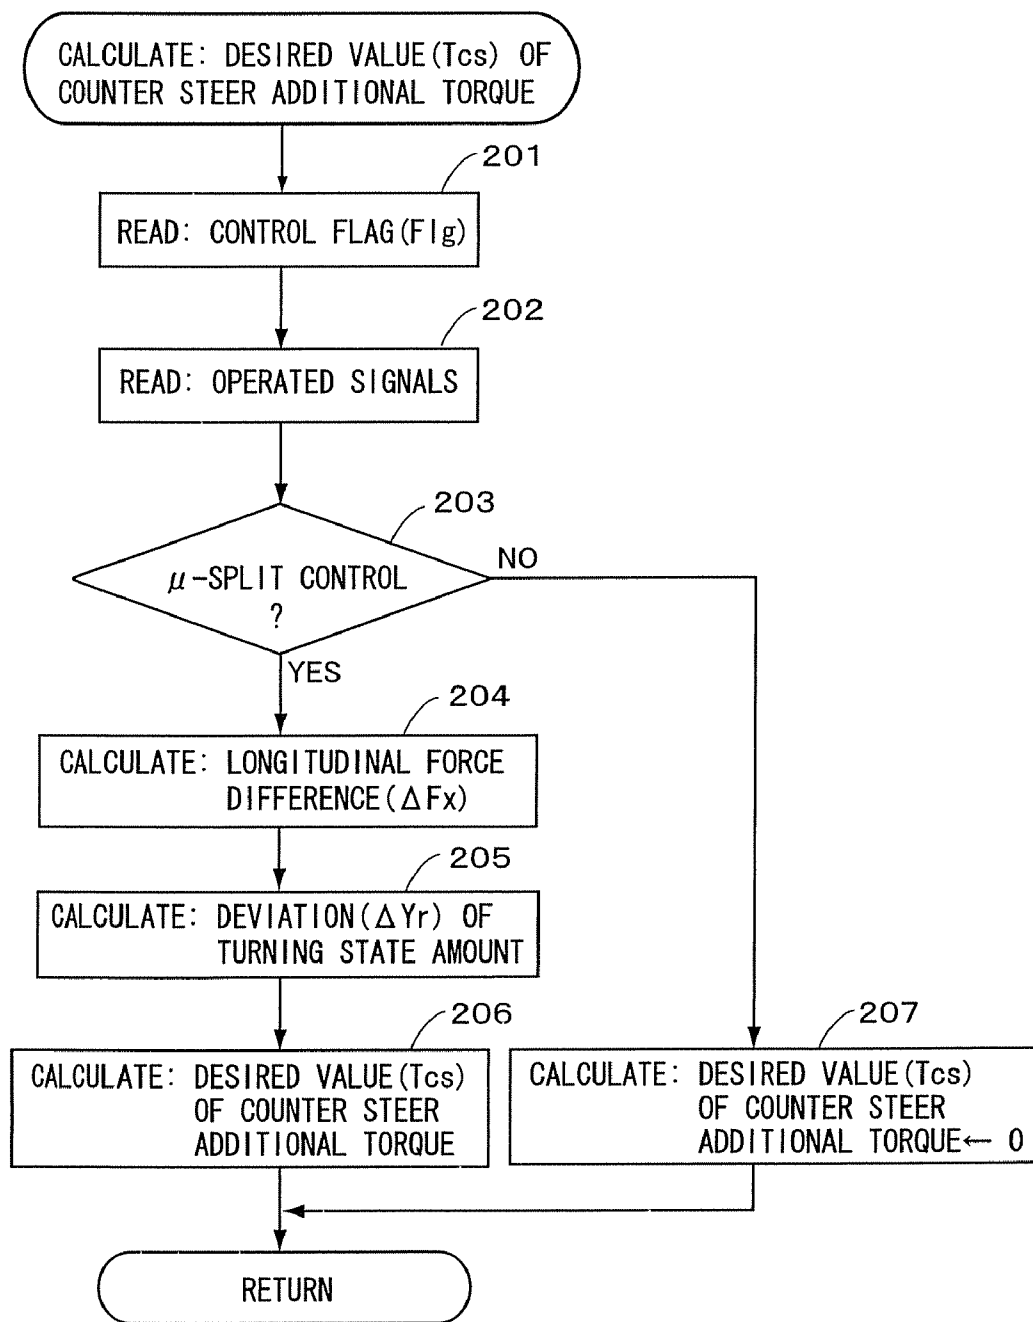 CALCULATE: DESIRED VALUE(Tcs) OF
COUNTER STEER ADDITIONAL TORQUE
201
READ: CONTROL FLAG(Flg)
202
READ: OPERATED SIGNALS
203
μ-SPLIT CONTROL
?
NO
YES
204
CALCULATE: LONGITUDINAL FORCE
DIFFERENCE(ΔFx)
205
CALCULATE: DEVIATION(ΔYr) OF
TURNING STATE AMOUNT
206
CALCULATE: DESIRED VALUE(Tcs)
OF COUNTER STEER
ADDITIONAL TORQUE
207
CALCULATE: DESIRED VALUE(Tcs)
OF COUNTER STEER
ADDITIONAL TORQUE← 0
RETURN